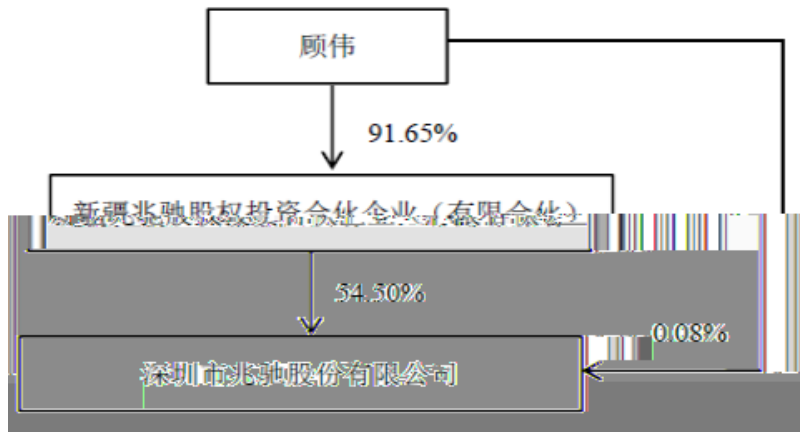 顾伟
91.65%
新疆兆驰股权投资合伙企业（有限合伙）
54.50%
0.08%
深圳市兆驰股份有限公司